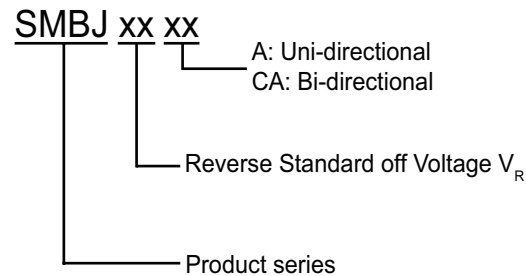 SMBJ xx xx
A: Uni-directional
CA: Bi-directional
Reverse Standard off Voltage VR
Product series